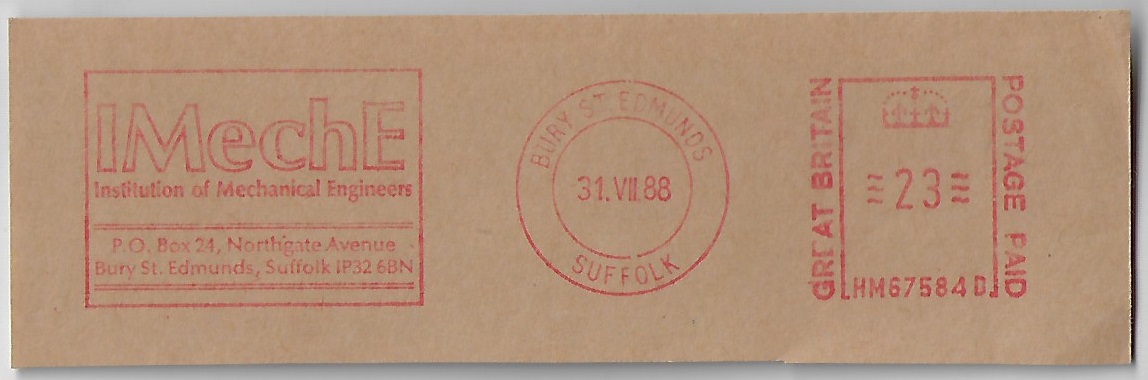 IMechE
Institution of Mechanical Engineers
P.O. Box 24, Northgate Avenue
Bury St. Edmunds, Suffolk IP32 6BN
BURY ST EDMUNDS
31.VII.88
SUFFOLK
GREAT BRITAIN
23
POSTAGE PAID
HM67584D